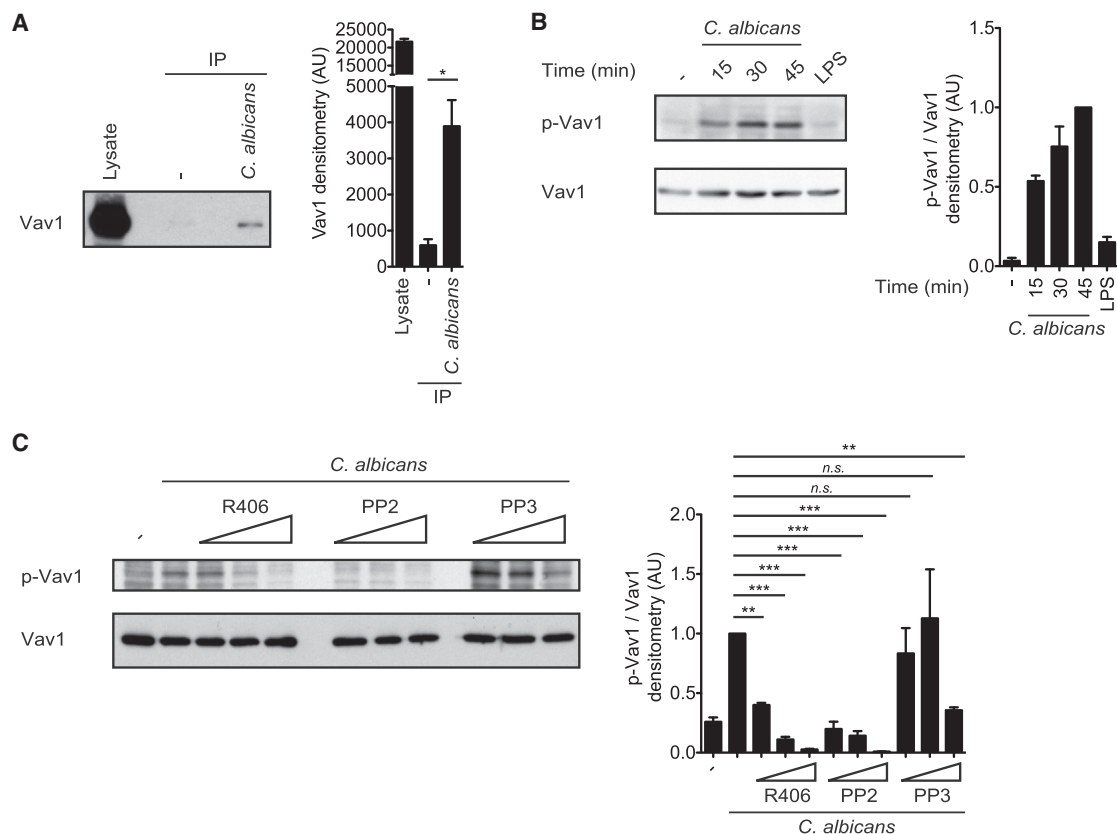 A
IP
Lysate
-
C. albicans
Vav1
Vav1 densitometry (AU)
25000
20000
15000
5000
4000
3000
2000
1000
0
*
Lysate
-
C. albicans
IP
B
C. albicans
Time (min)
-
15
30
45
LPS
p-Vav1
Vav1
p-Vav1 / Vav1
densitometry (AU)
1.5
1.0
0.5
0.0
Time (min)
-
15
30
45
LPS
C. albicans
C
C. albicans
R406
PP2
PP3
-
p-Vav1
Vav1
**
n.s.
n.s.
***
***
***
***
***
**
p-Vav1 / Vav1
densitometry (AU)
2.0
1.5
1.0
0.5
0.0
-
R406
PP2
PP3
C. albicans